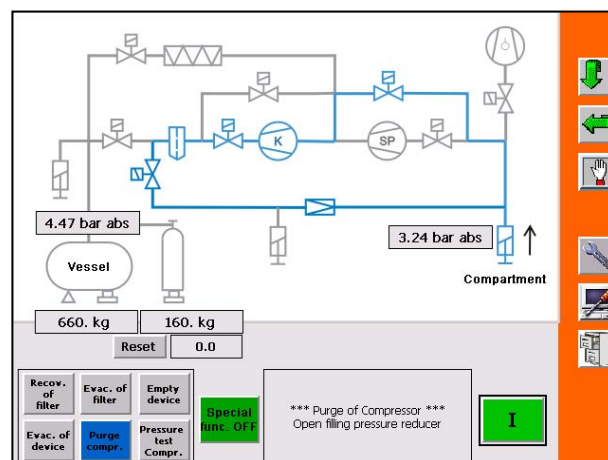 K
SP
4.47 bar abs
3.24 bar abs
Vessel
Compartment
660. kg
160. kg
Reset
0.0
Recov.
of
filter
Evac. of
filter
Empty
device
Evac. of
device
Purge
compr.
Pressure
test
Compr.
Special
func. OFF
*** Purge of Compressor ***
Open filling pressure reducer
I